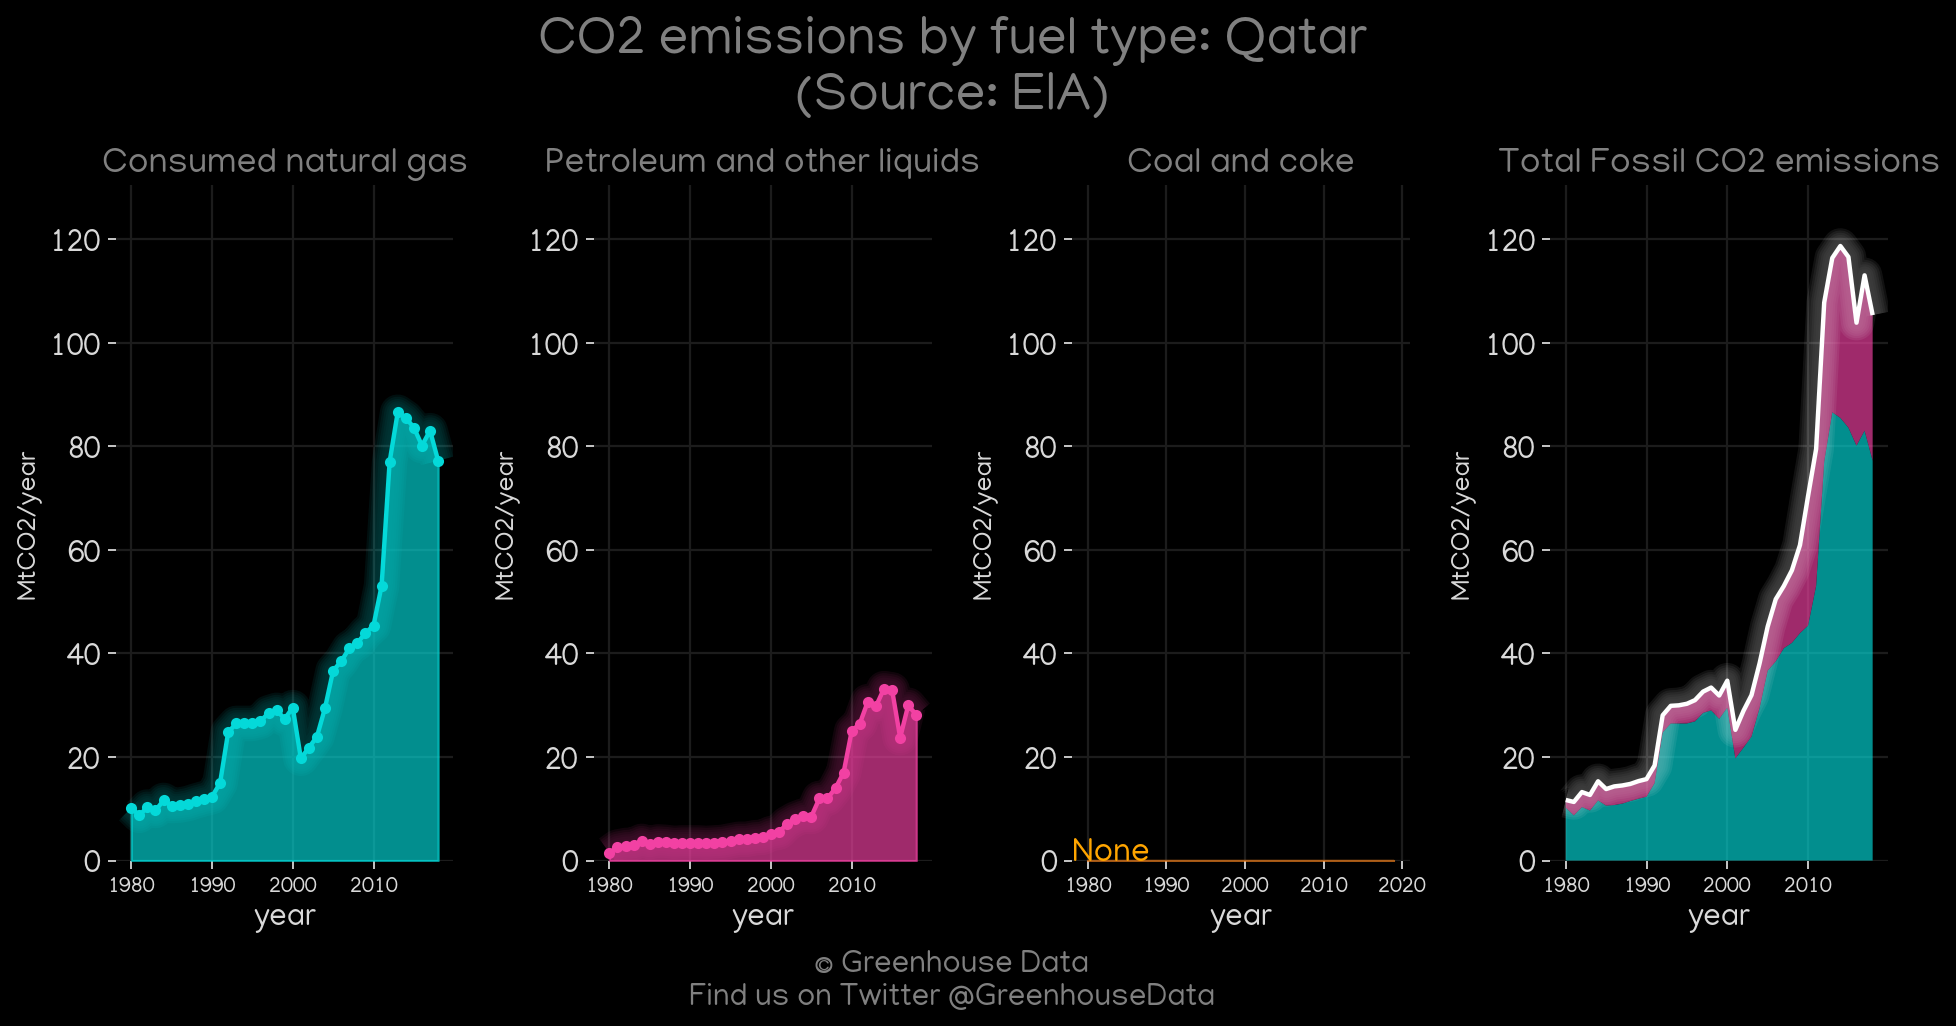 CO2 emissions by fuel type: Qatar
(Source: EIA)
Consumed natural gas
MtCO2/year
120
100
80
60
40
20
0
1980 1990 2000 2010
year
Petroleum and other liquids
MtCO2/year
120
100
80
60
40
20
0
1980 1990 2000 2010
year
Coal and coke
MtCO2/year
120
100
80
60
40
20
0
None
1980 1990 2000 2010 2020
year
Total Fossil CO2 emissions
MtCO2/year
120
100
80
60
40
20
0
1980 1990 2000 2010
year
© Greenhouse Data
Find us on Twitter @GreenhouseData